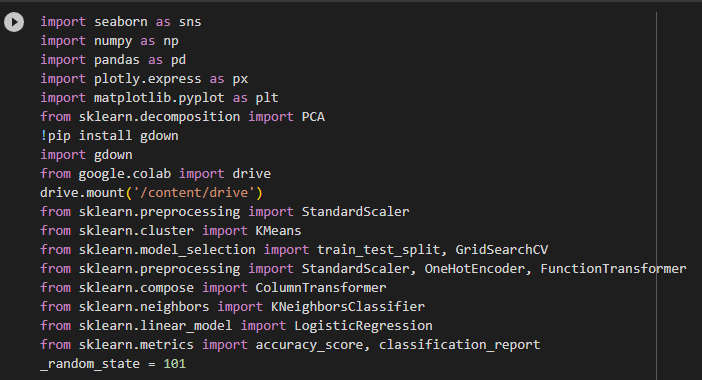 import seaborn as sns
import numpy as np
import pandas as pd
import plotly.express as px
import matplotlib.pyplot as plt
from sklearn.decomposition import PCA
!pip install gdown
import gdown
from google.colab import drive
drive.mount('/content/drive')
from sklearn.preprocessing import StandardScaler
from sklearn.cluster import KMeans
from sklearn.model_selection import train_test_split, GridSearchCV
from sklearn.preprocessing import StandardScaler, OneHotEncoder, FunctionTransformer
from sklearn.compose import ColumnTransformer
from sklearn.neighbors import KNeighborsClassifier
from sklearn.linear_model import LogisticRegression
from sklearn.metrics import accuracy_score, classification_report
_random_state = 101